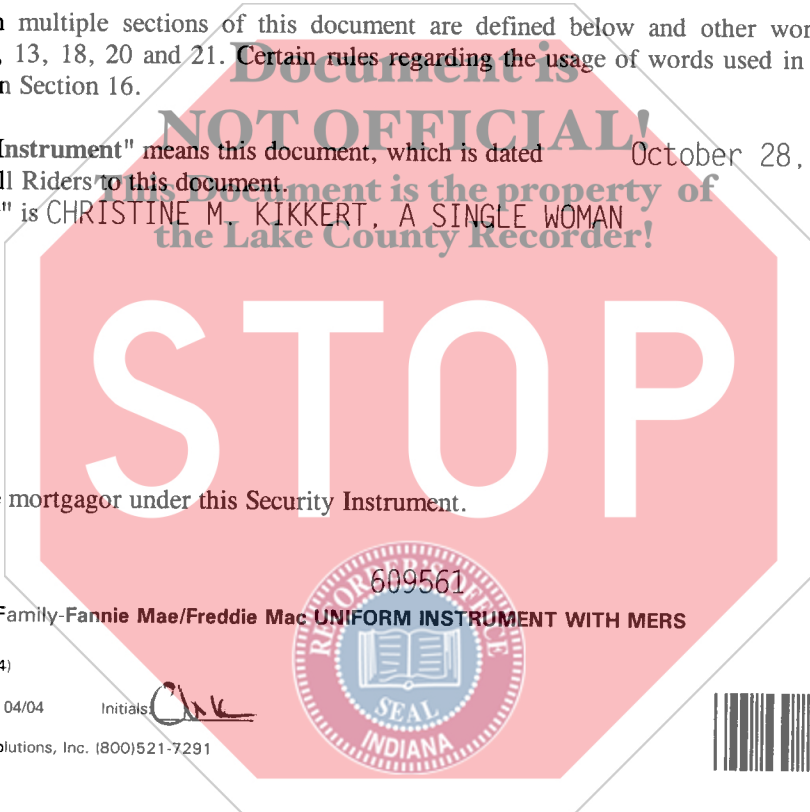 multiple sections of this document are defined below and other wor
, 13, 18, 20 and 21. Certain rules regarding the usage of words used in
n Section 16.
Document is
NOT OFFICIAL!
Instrument" means this document, which is dated October 28,
ll Riders to this document.
This Document is the property of
" is CHRISTINE M. KIKKERT, A SINGLE WOMAN
the Lake County Recorder!
STOP
mortgagor under this Security Instrument.
609561
Family-Fannie Mae/Freddie Mac UNIFORM INSTRUMENT WITH MERS
4)
04/04 Initials:
olutions, Inc. (800)521-7291
RECORDER'S OFFICE
SEAL
INDIANA